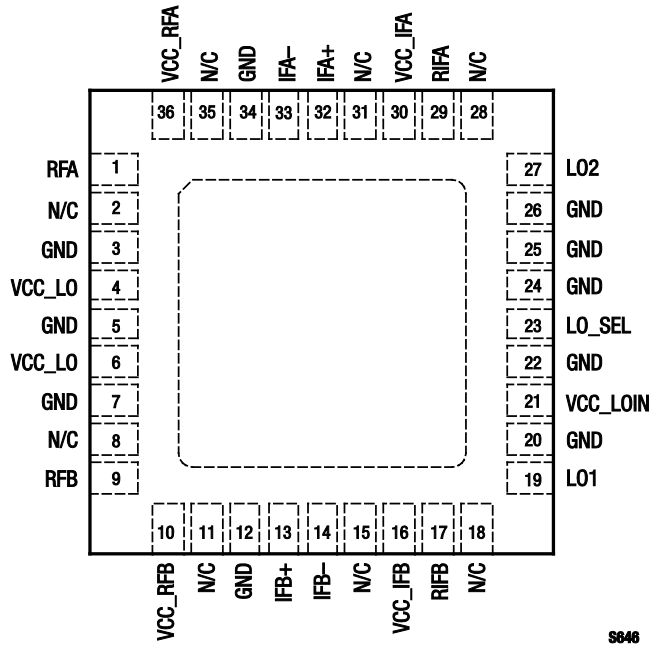 VCC_RFA N/C GND IFA– IFA+ N/C VCC_IFA RIFA N/C
36 35 34 33 32 31 30 29 28
RFA 1 27 LO2
N/C 2 26 GND
GND 3 25 GND
VCC_LO 4 24 GND
GND 5 23 LO_SEL
VCC_LO 6 22 GND
GND 7 21 VCC_LOIN
N/C 8 20 GND
RFB 9 19 LO1
10 11 12 13 14 15 16 17 18
VCC_RFB N/C GND IFB+ IFB– N/C VCC_IFB RIFB N/C
S646